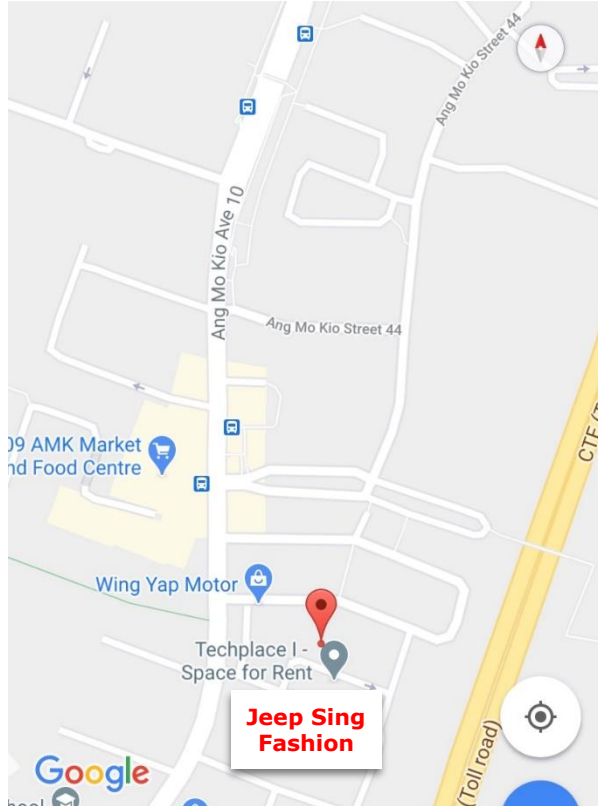 Ang Mo Kio Street 44
Ang Mo Kio Ave 10
Ang Mo Kio Street 44
09 AMK Market
nd Food Centre
CTE (T
Wing Yap Motor
Techplace I -
Space for Rent
Jeep Sing
Fashion
(Toll road)
Google
hool